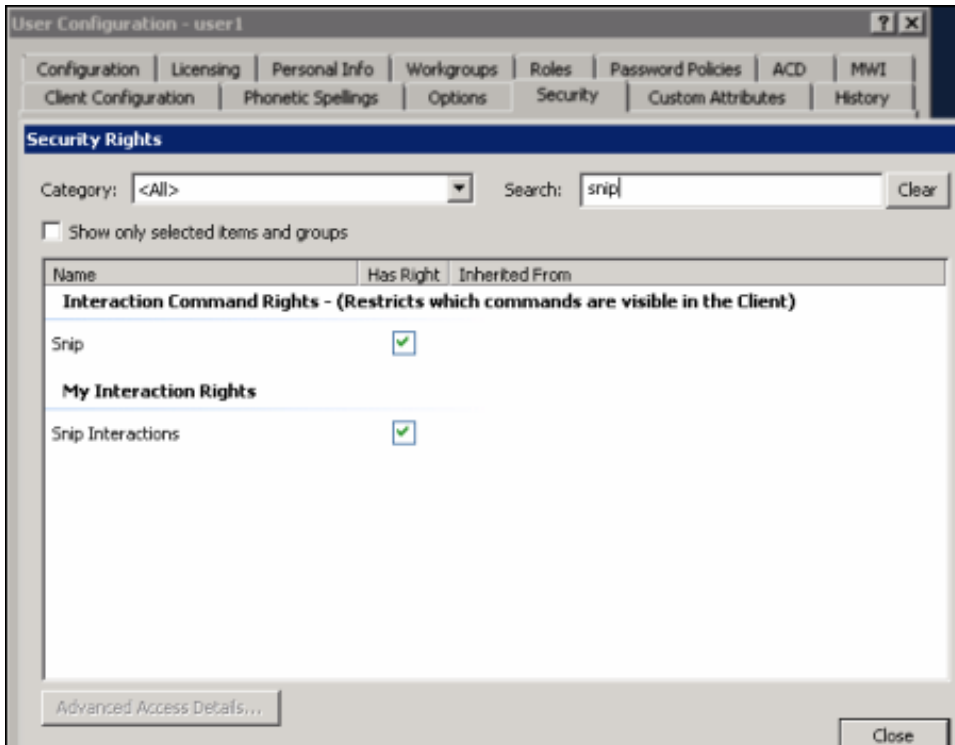 User Configuration - user1
Configuration Licensing Personal Info Workgroups Roles Password Policies ACD MWI
Client Configuration Phonetic Spellings Options Security Custom Attributes History
Security Rights
Category: <All> Search: snip Clear
Show only selected items and groups
Name Has Right Inherited From
Interaction Command Rights - (Restricts which commands are visible in the Client)
Snip
My Interaction Rights
Snip Interactions
Advanced Access Details...
Close